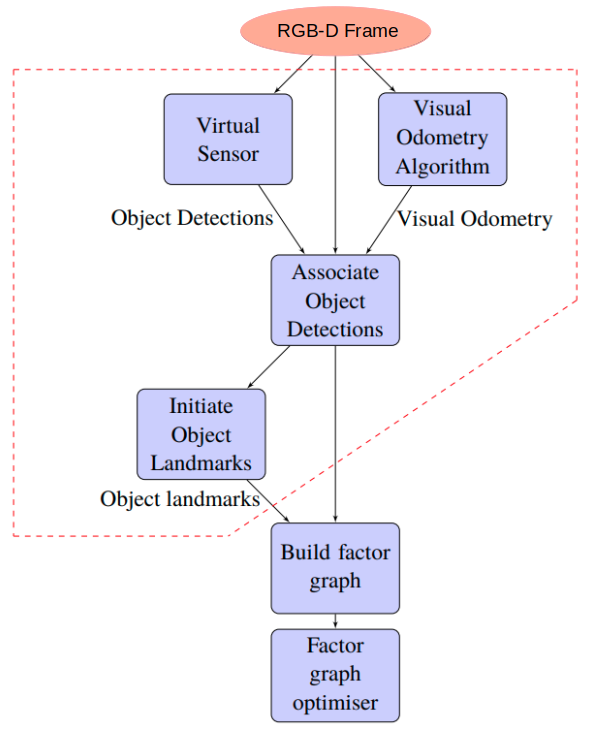 RGB-D Frame
Virtual
Sensor
Visual
Odometry
Algorithm
Object Detections
Visual Odometry
Associate
Object
Detections
Initiate
Object
Landmarks
Object landmarks
Build factor
graph
Factor
graph
optimiser